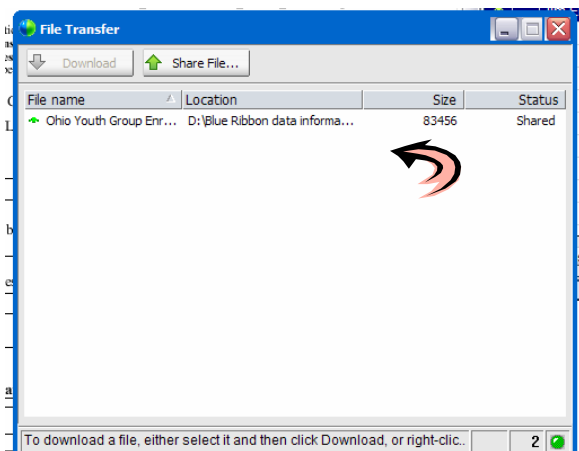 File Transfer
Download Share File...
File name Location Size Status
Ohio Youth Group Enr... D:\Blue Ribbon data informa... 83456 Shared
To download a file, either select it and then click Download, or right-clic.. 2